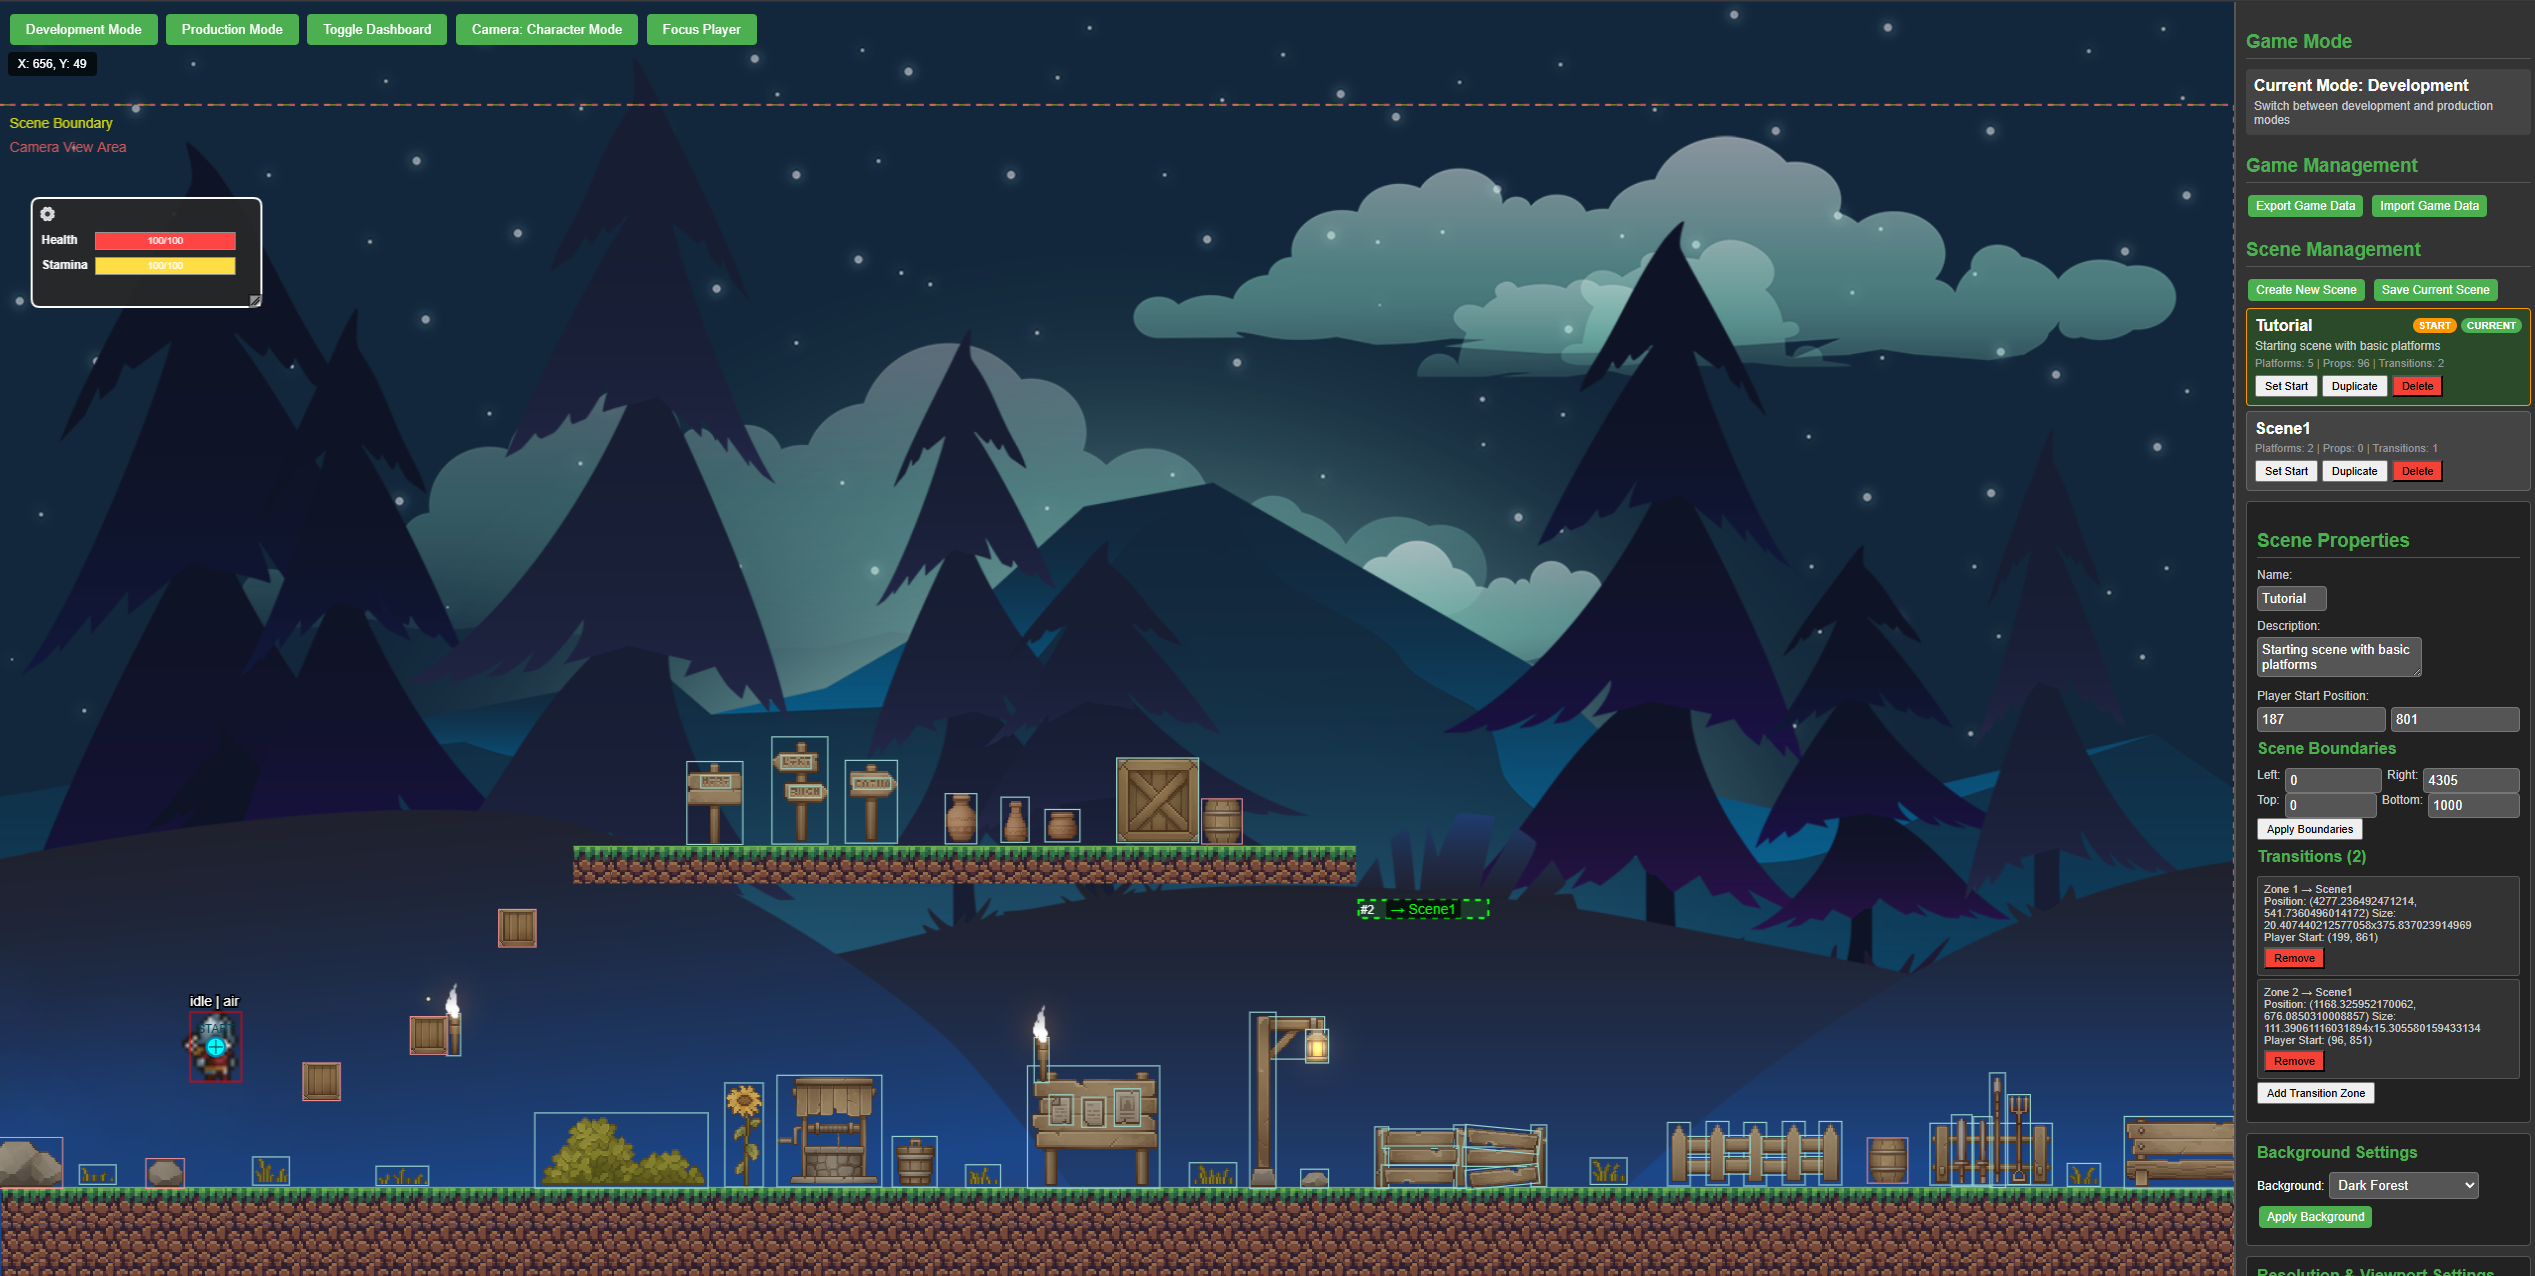 Development Mode
Production Mode
Toggle Dashboard
Camera: Character Mode
Focus Player
X: 656, Y: 49
Scene Boundary
Camera View Area
Health
100/100
Stamina
100/100
#2 → Scene1
idle | air
START
Game Mode
Current Mode: Development
Switch between development and production
modes
Game Management
Export Game Data
Import Game Data
Scene Management
Create New Scene
Save Current Scene
Tutorial
START
CURRENT
Starting scene with basic platforms
Platforms: 5 | Props: 96 | Transitions: 2
Set Start
Duplicate
Delete
Scene1
Platforms: 2 | Props: 0 | Transitions: 1
Set Start
Duplicate
Delete
Scene Properties
Name:
Tutorial
Description:
Starting scene with basic
platforms
Player Start Position:
187
801
Scene Boundaries
Left: 0 Right: 4305
Top: 0 Bottom: 1000
Apply Boundaries
Transitions (2)
Zone 1 → Scene1
Position: (4277.236492471214,
541.7360496014172) Size:
20.407440212577058x375.837023914969
Player Start: (199, 861)
Remove
Zone 2 → Scene1
Position: (1168.325952170062,
676.0850310008857) Size:
111.39061116031894x15.305580159433134
Player Start: (96, 851)
Remove
Add Transition Zone
Background Settings
Background: Dark Forest
Apply Background
Resolution & Viewport Settings